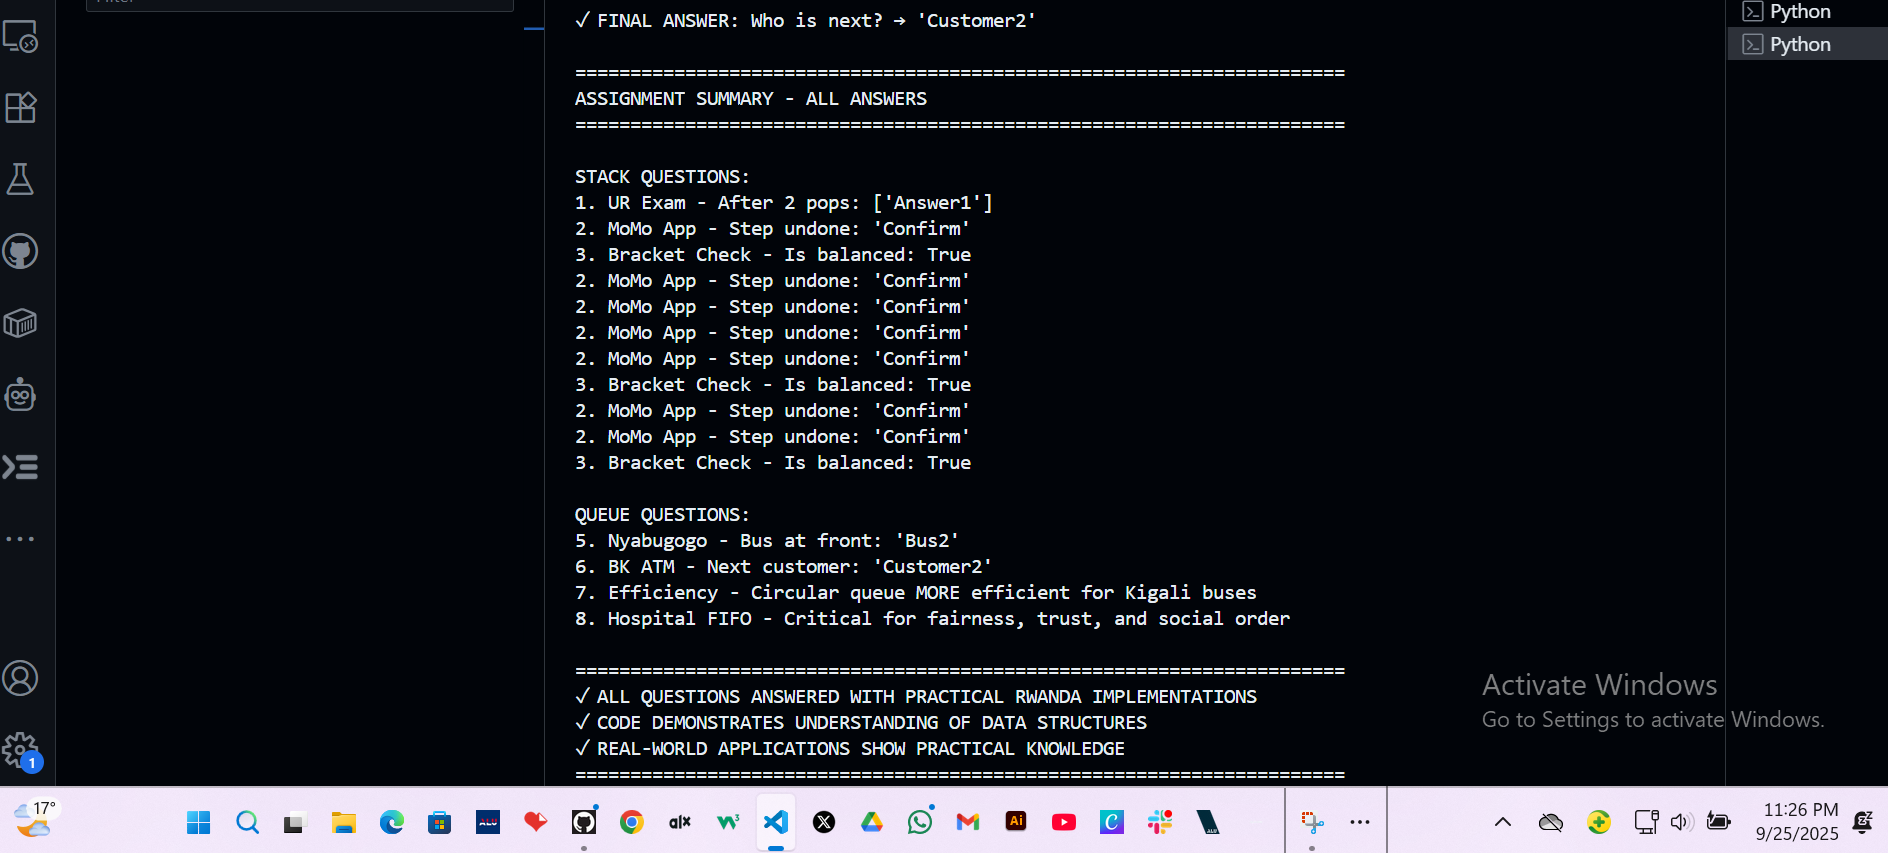 ✓ FINAL ANSWER: Who is next? → 'Customer2'
======================================================================
ASSIGNMENT SUMMARY - ALL ANSWERS
======================================================================
STACK QUESTIONS:
1. UR Exam - After 2 pops: ['Answer1']
2. MoMo App - Step undone: 'Confirm'
3. Bracket Check - Is balanced: True
2. MoMo App - Step undone: 'Confirm'
2. MoMo App - Step undone: 'Confirm'
2. MoMo App - Step undone: 'Confirm'
2. MoMo App - Step undone: 'Confirm'
3. Bracket Check - Is balanced: True
2. MoMo App - Step undone: 'Confirm'
2. MoMo App - Step undone: 'Confirm'
3. Bracket Check - Is balanced: True
QUEUE QUESTIONS:
5. Nyabugogo - Bus at front: 'Bus2'
6. BK ATM - Next customer: 'Customer2'
7. Efficiency - Circular queue MORE efficient for Kigali buses
8. Hospital FIFO - Critical for fairness, trust, and social order
======================================================================
✓ ALL QUESTIONS ANSWERED WITH PRACTICAL RWANDA IMPLEMENTATIONS
✓ CODE DEMONSTRATES UNDERSTANDING OF DATA STRUCTURES
✓ REAL-WORLD APPLICATIONS SHOW PRACTICAL KNOWLEDGE
======================================================================
Python
Python
Activate Windows
Go to Settings to activate Windows.
1
17°
ALU
alx
W3
X
Ai
C
ALU
11:26 PM
9/25/2025